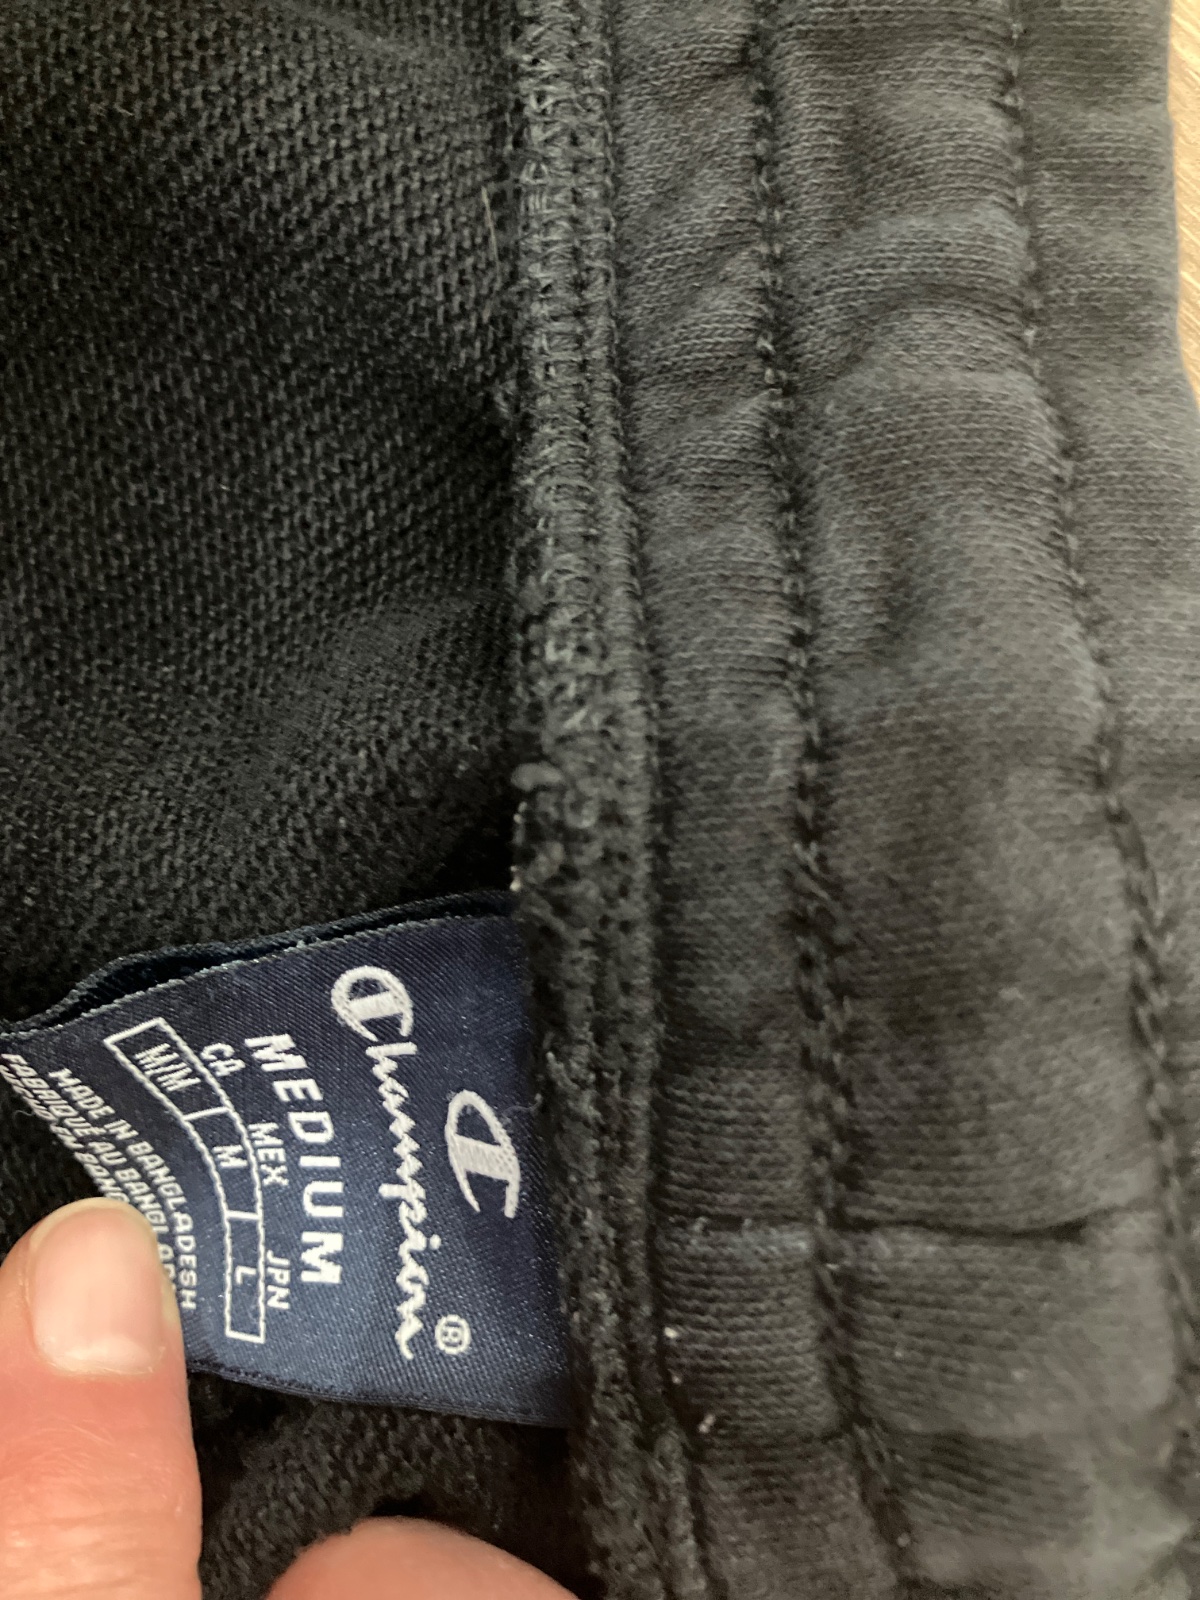 Champion®
MEDIUM
CA MEX JPN
M/M M L
MADE IN BANGLADESH
FABRIQUÉ AU BANGLADESH